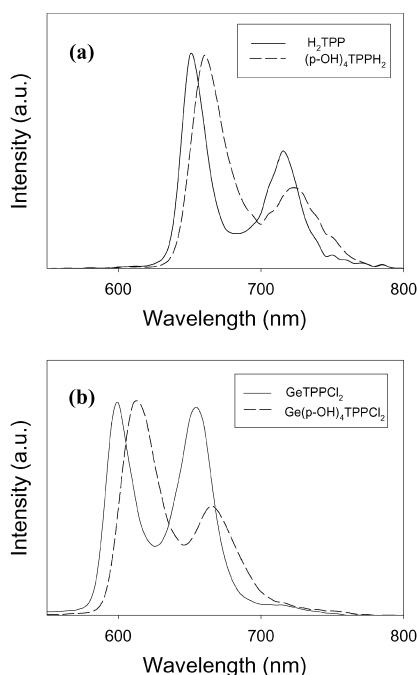 (a)
H₂TPP
(p-OH)₄TPPH₂
Intensity (a.u.)
600 700 800
Wavelength (nm)
(b)
GeTPPCl₂
Ge(p-OH)₄TPPCl₂
Intensity (a.u.)
600 700 800
Wavelength (nm)